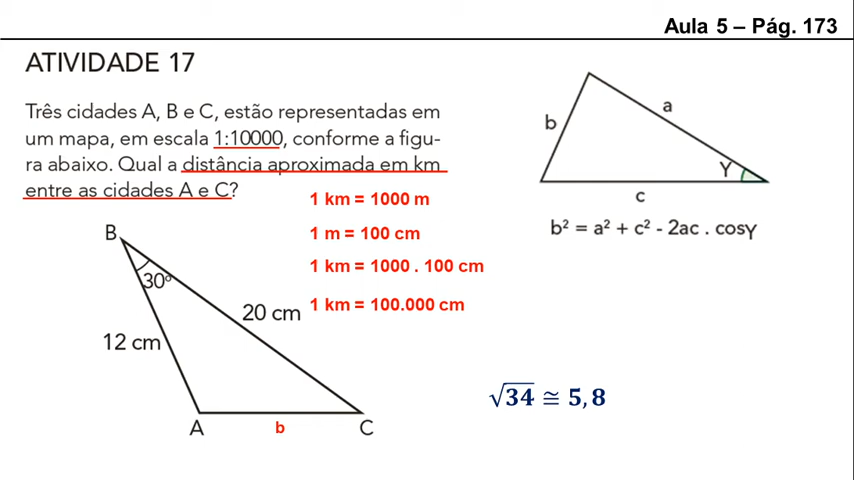 Aula 5 – Pág. 173
ATIVIDADE 17
Três cidades A, B e C, estão representadas em
um mapa, em escala 1:10000, conforme a figu-
ra abaixo. Qual a distância aproximada em km
entre as cidades A e C?
1 km = 1000 m
1 m = 100 cm
1 km = 1000 . 100 cm
1 km = 100.000 cm
B
30º
20 cm
12 cm
A
b
C
a
b
Y
c
b² = a² + c² - 2ac . cosY
√34 ≅ 5,8